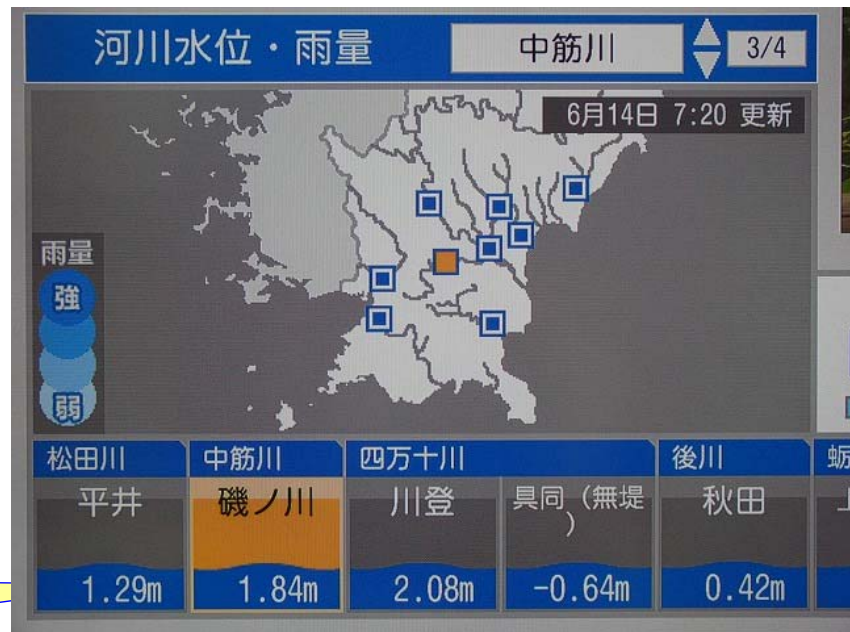 河川水位・雨量
中筋川
3/4
6月14日 7:20 更新
雨量
強
弱
松田川
中筋川
四万十川
後川
平井
磯ノ川
川登
具同(無堤
)
秋田
1.29m
1.84m
2.08m
-0.64m
0.42m